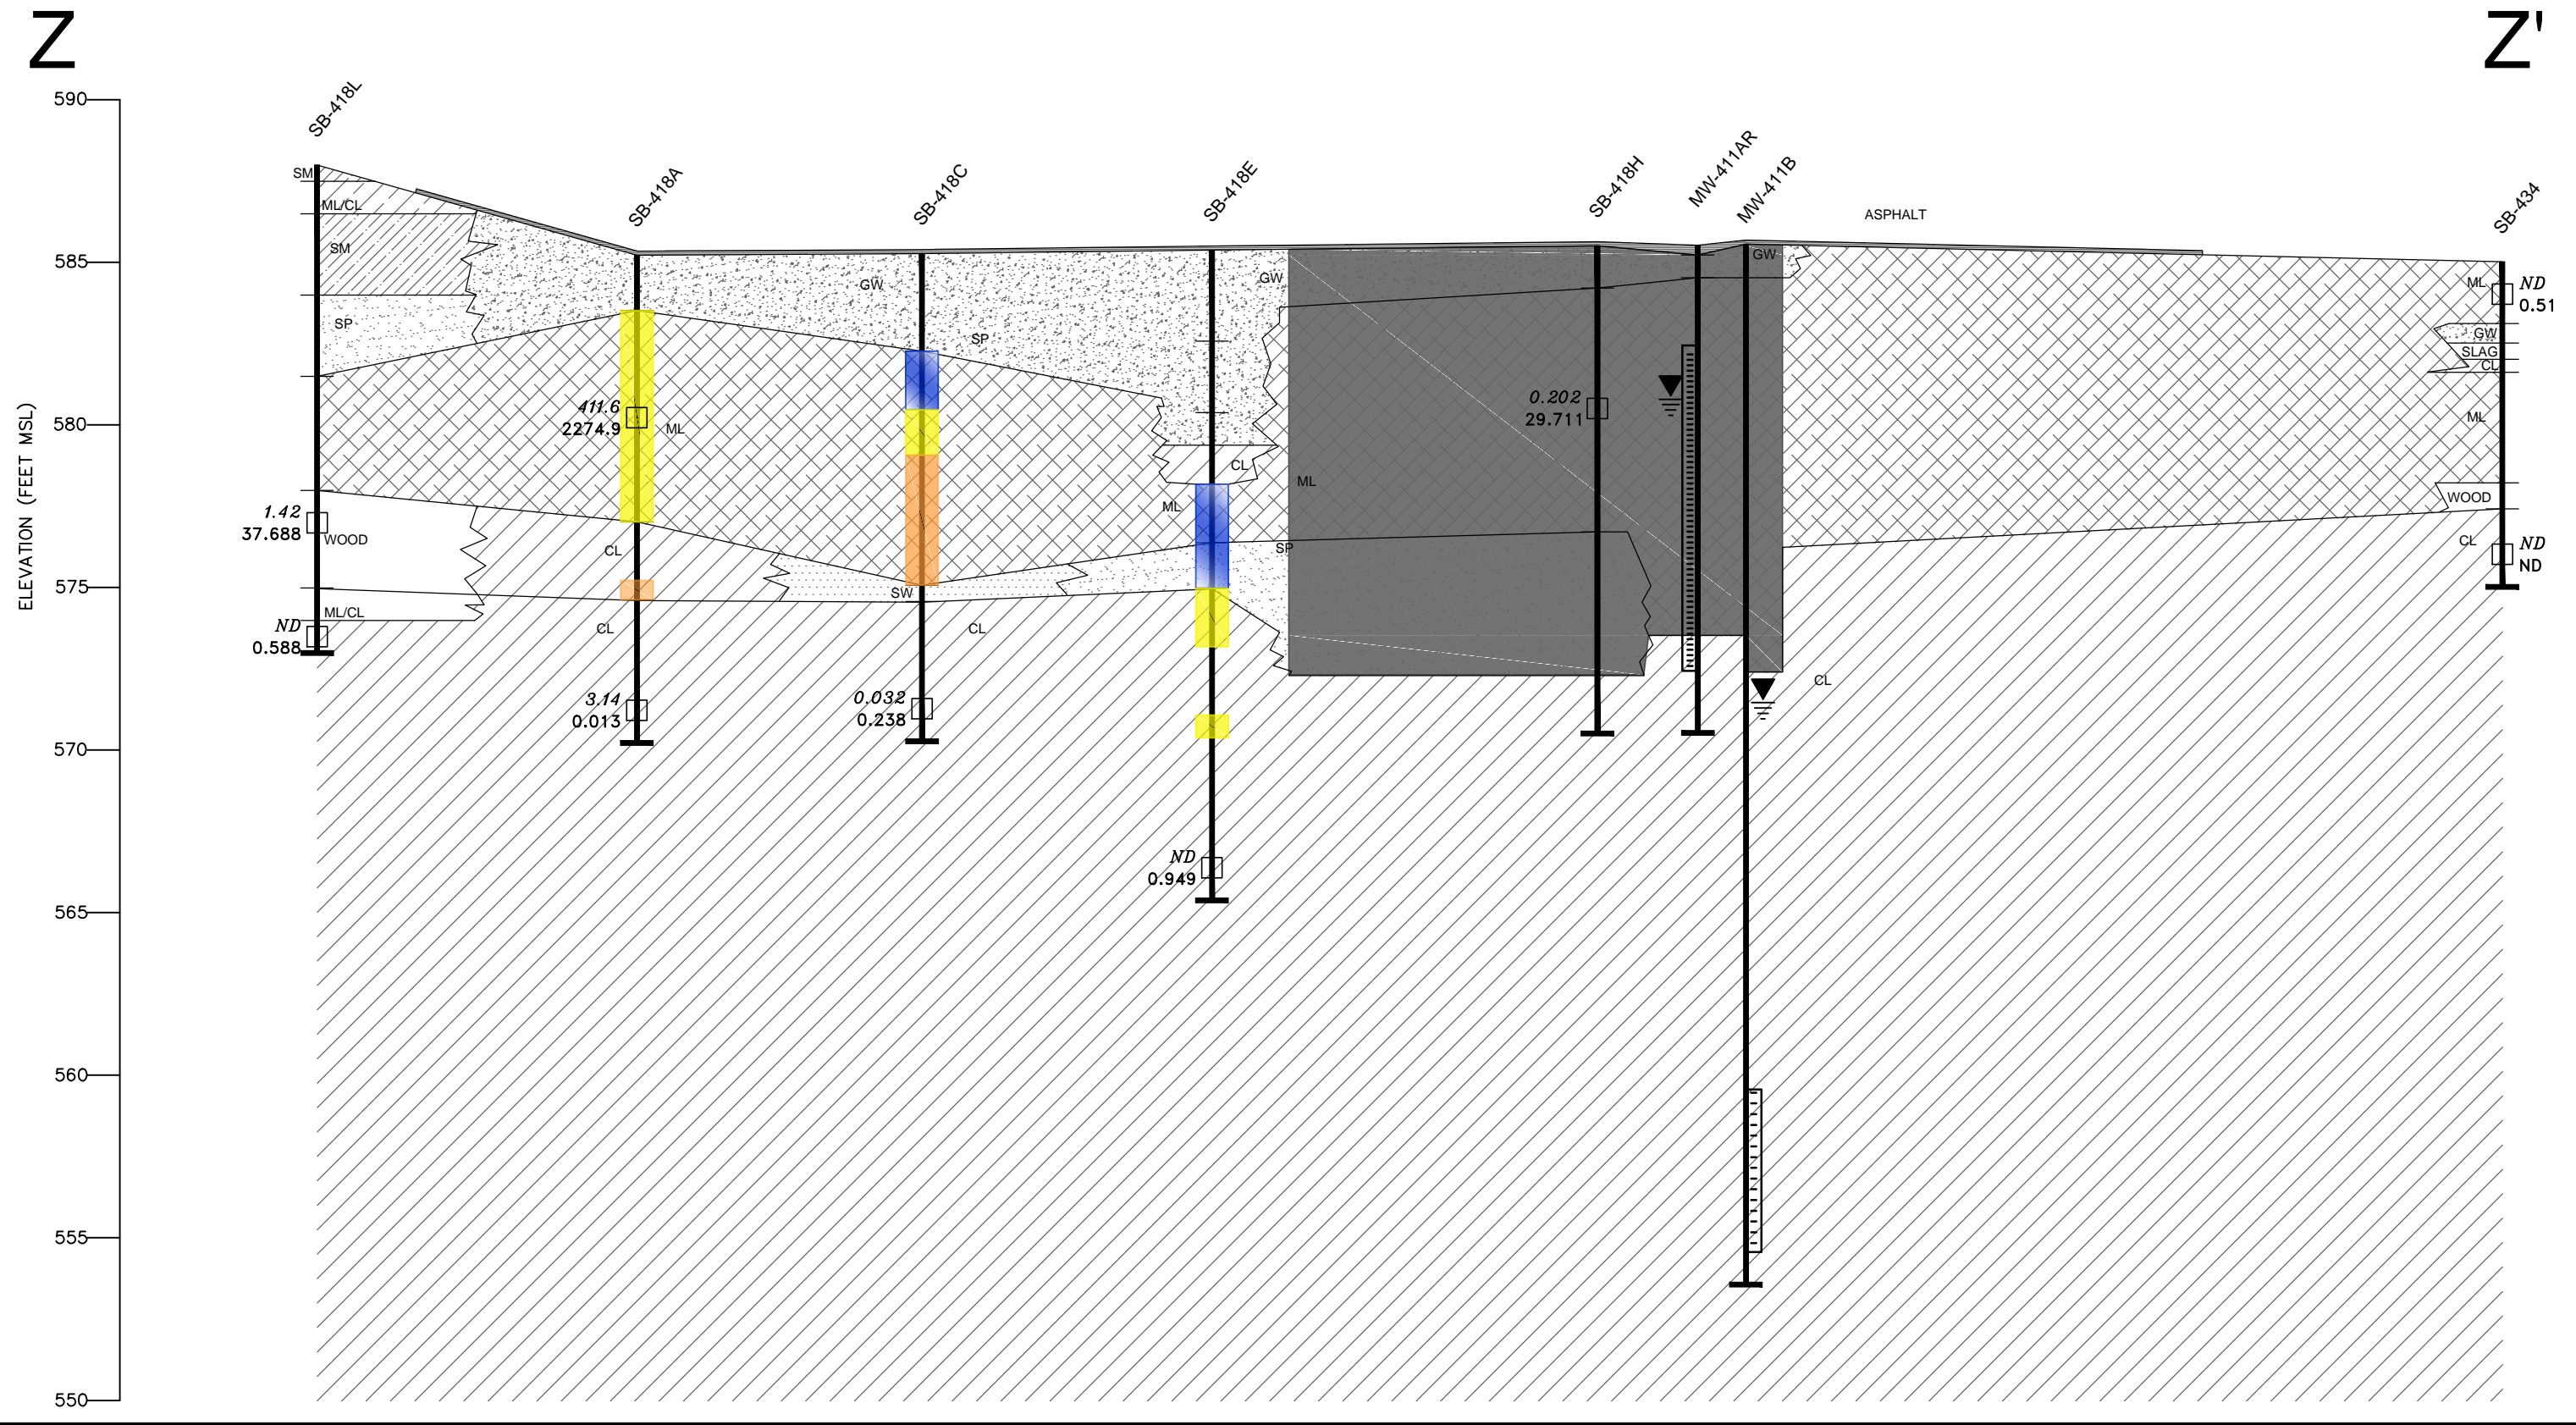 Z
Z'
590
585
580
575
570
565
560
555
550
ELEVATION (FEET MSL)
SB-418L
SB-418A
SB-418C
SB-418E
SB-418H
MW-411AR
MW-411B
ASPHALT
SB-434
SM
ML/CL
SM
SP
WOOD
ML/CL
1.42
37.688
ND
0.588
411.6
2274.9
ML
CL
CL
3.14
0.013
GW
SP
SW
CL
0.032
0.238
GW
CL
ML
SP
ML
ND
0.949
0.202
29.711
GW
CL
ML
ND
0.51
GW
SLAG
CL
ML
WOOD
CL
ND
ND